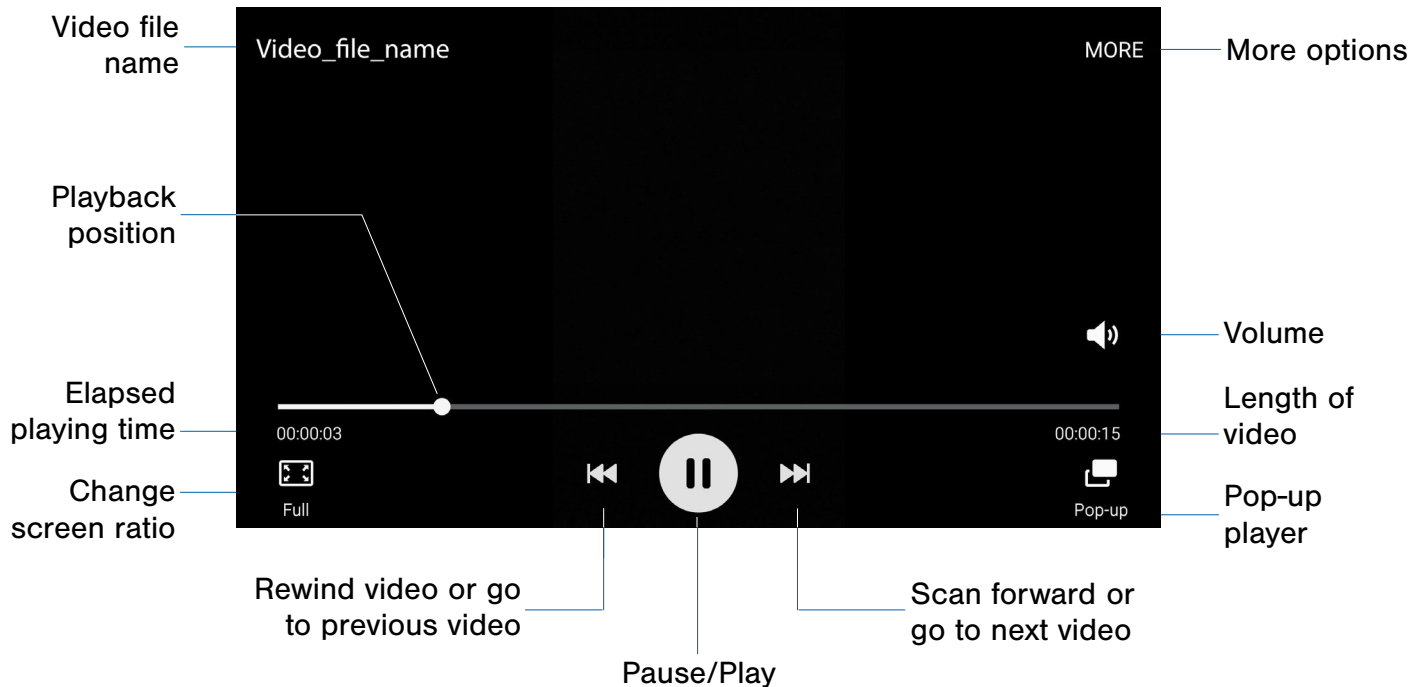 Video file
name
Video_file_name
MORE
More options
Playback
position
Volume
Elapsed
playing time
00:00:03
00:00:15
Length of
video
Change
screen ratio
Full
Pop-up
Pop-up
player
Rewind video or go
to previous video
Scan forward or
go to next video
Pause/Play